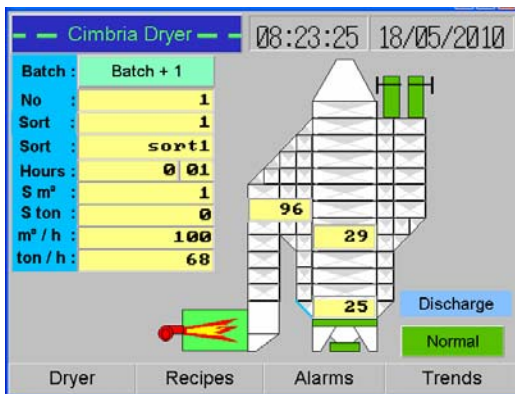 Cimbria Dryer
08:23:25
18/05/2010
Batch : Batch + 1
No 1
Sort : 1
Sort : sort1
Hours : 0 01
S m³ : 1
S ton : 0
m³ / h : 100
ton / h : 68
96
29
25
Discharge
Normal
Dryer Recipes Alarms Trends